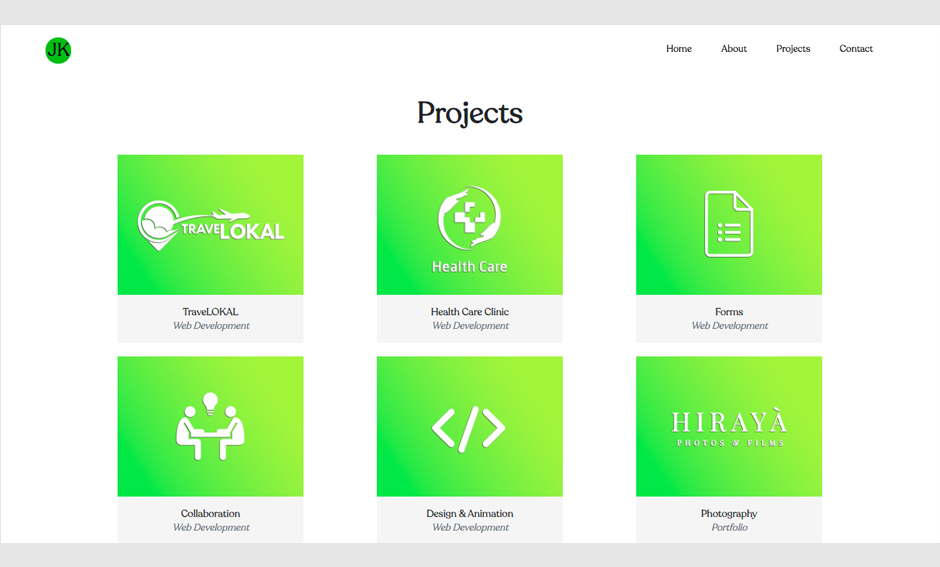 JK
Home About Projects Contact
Projects
TRAVELOKAL
Health Care
TraveLOKAL
Web Development
Health Care Clinic
Web Development
Forms
Web Development
HIRAYÀ
PHOTOS & FILMS
Collaboration
Web Development
Design & Animation
Web Development
Photography
Portfolio